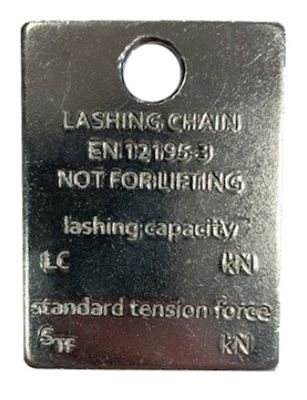 LASHING CHAIN
EN 12195-3
NOT FOR LIFTING
lashing capacity
LC kN
standard tension force
STF kN